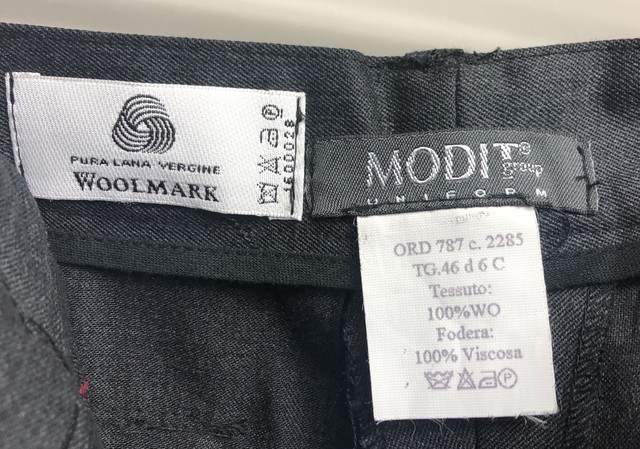 PURA LANA VERGINE
WOOLMARK
1600028
MODIT
group
UNIFORM
ORD 787 c. 2285
TG.46 d 6 C
Tessuto:
100%WO
Fodera:
100% Viscosa